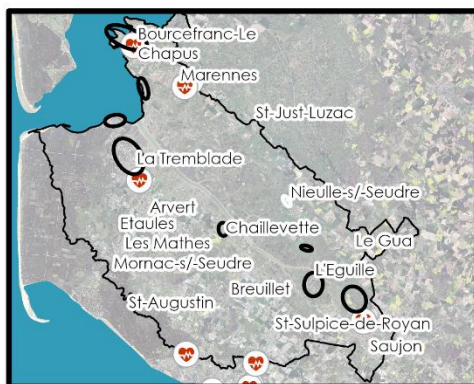 Bourcefranc-Le
Chapus
Marennes
St-Just-Luzac
La Tremblade
Nieulle-s/-Seudre
Arvert
Etaules
Chaillevette
Les Mathes
Le Gua
Mornac-s/-Seudre
L'Eguille
Breuillet
St-Augustin
St-Sulpice-de-Royan
Saujon